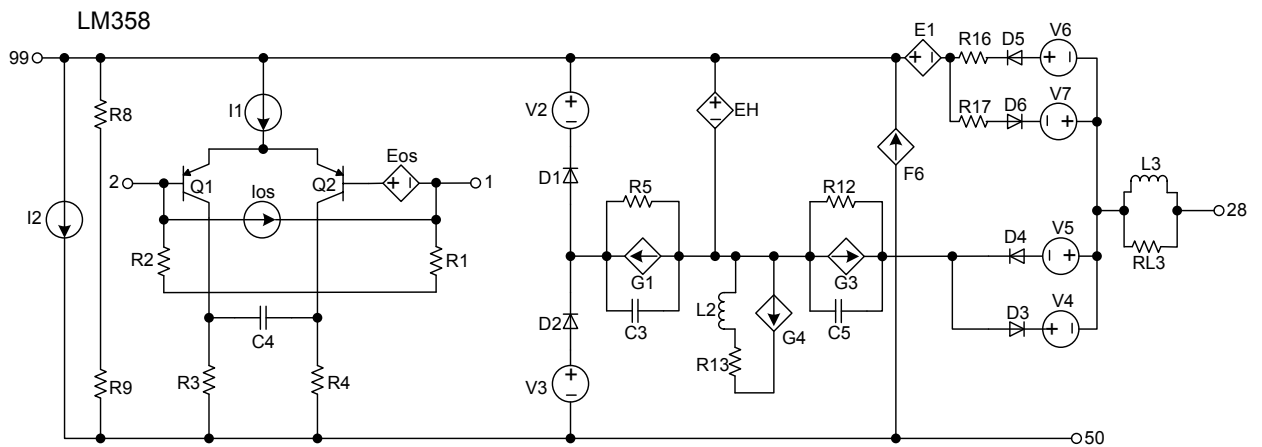 LM358
E1
R16
D5
V6
99
R8
I1
V2
EH
R17
D6
V7
Eos
F6
L3
2
Q1
Q2
1
D1
Ios
R5
R12
I2
28
D4
V5
R2
R1
G1
G3
RL3
L2
D2
C3
G4
C5
D3
V4
C4
R13
R9
R3
R4
V3
50